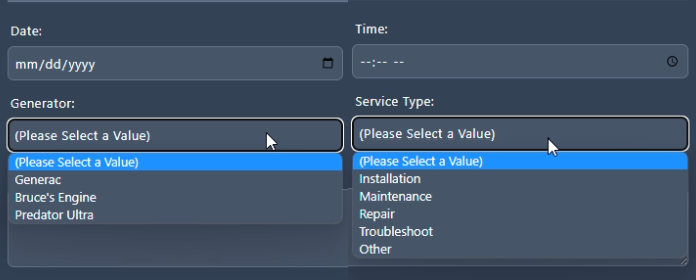 Date:
Time:
mm/dd/yyyy
--:-- --
Generator:
Service Type:
(Please Select a Value)
(Please Select a Value)
(Please Select a Value)
Generac
Bruce's Engine
Predator Ultra
(Please Select a Value)
Installation
Maintenance
Repair
Troubleshoot
Other